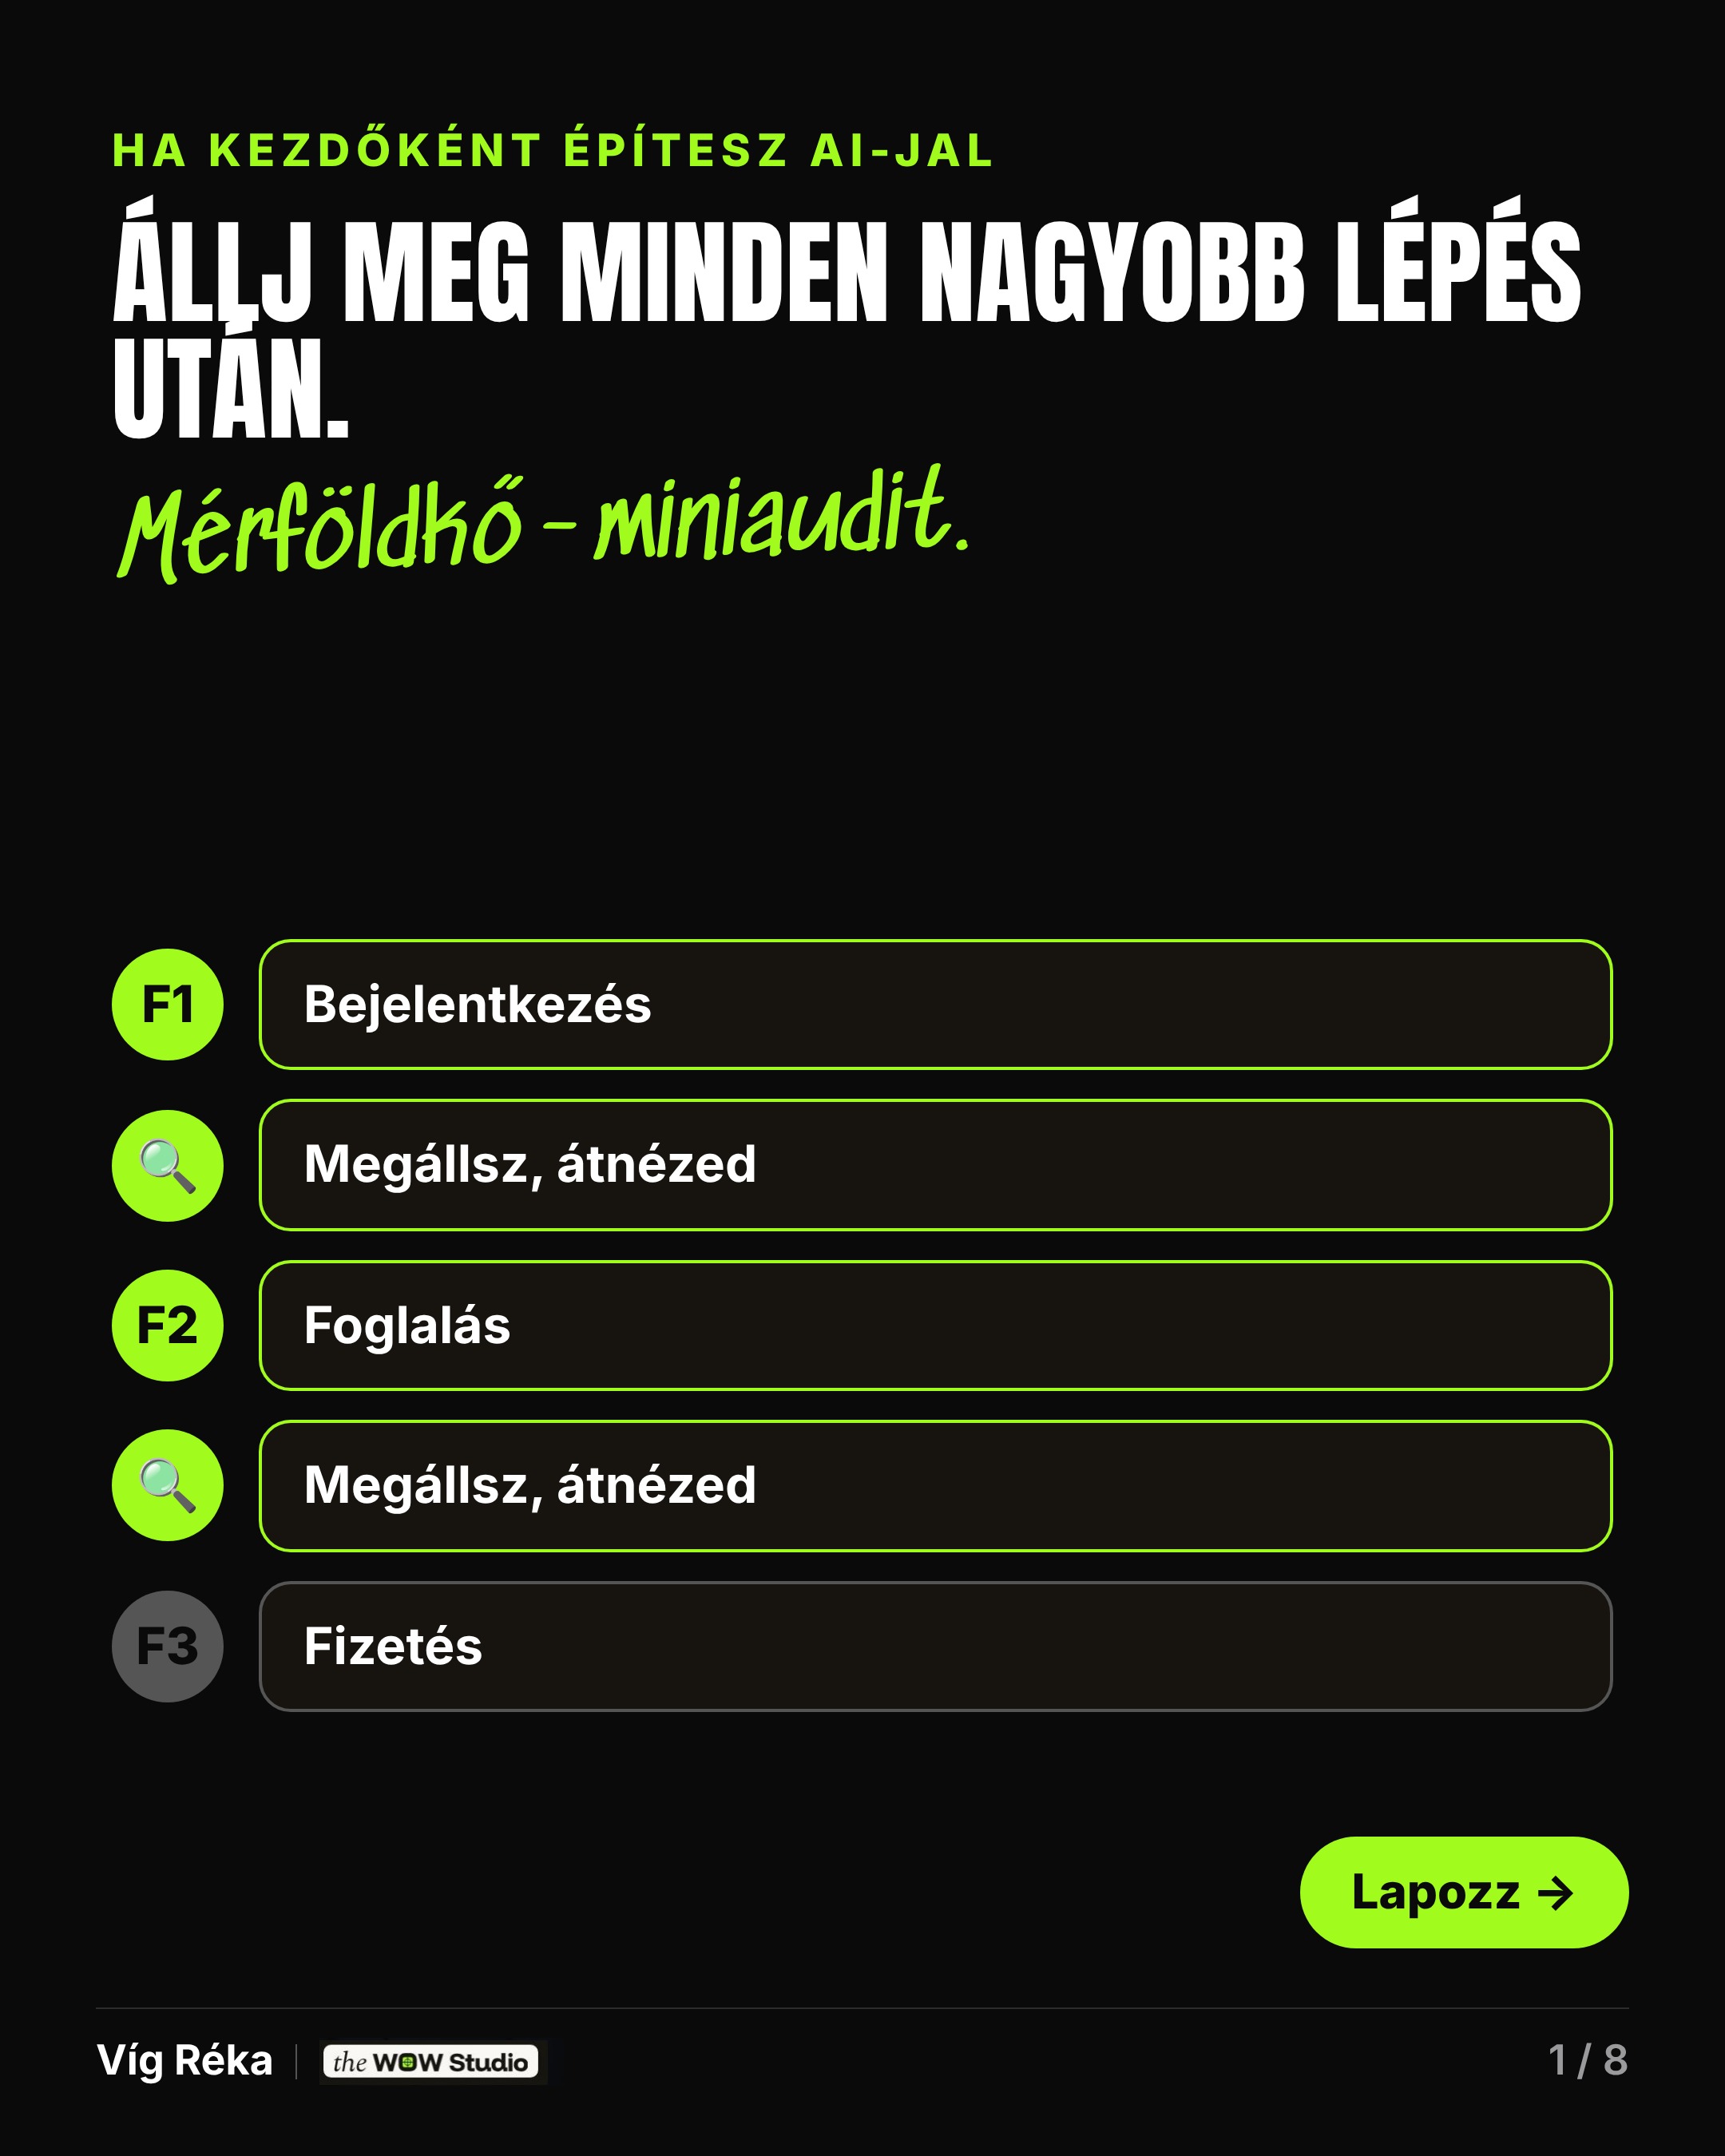 HA KEZDŐKÉNT ÉPÍTESZ AI-JAL
ÁLLJ MEG MINDEN NAGYOBB LÉPÉS
UTÁN.
Mérföldkő-miniaudit.
F1 Bejelentkezés
Megállsz, átnézed
F2 Foglalás
Megállsz, átnézed
F3 Fizetés
Lapozz →
Víg Réka | the WOW Studio 1 / 8